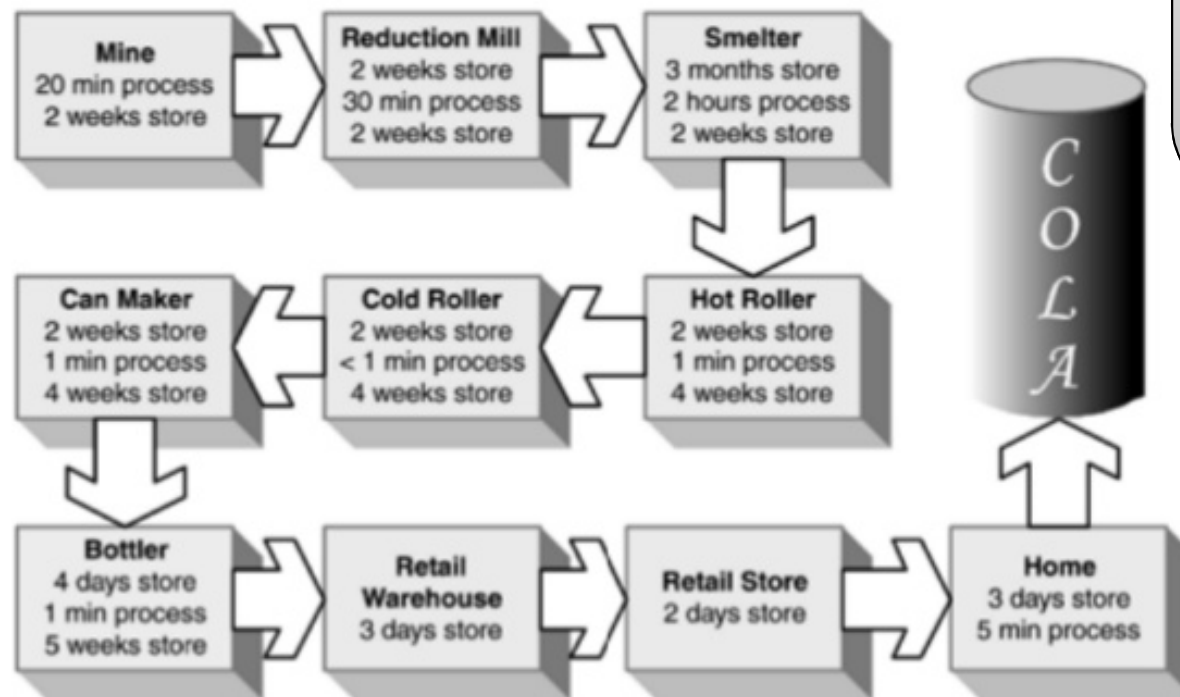 Mine
20 min process
2 weeks store
Reduction Mill
2 weeks store
30 min process
2 weeks store
Smelter
3 months store
2 hours process
2 weeks store
Hot Roller
2 weeks store
1 min process
4 weeks store
Cold Roller
2 weeks store
< 1 min process
4 weeks store
Can Maker
2 weeks store
1 min process
4 weeks store
Bottler
4 days store
1 min process
5 weeks store
Retail
Warehouse
3 days store
Retail Store
2 days store
Home
3 days store
5 min process
C
O
L
A